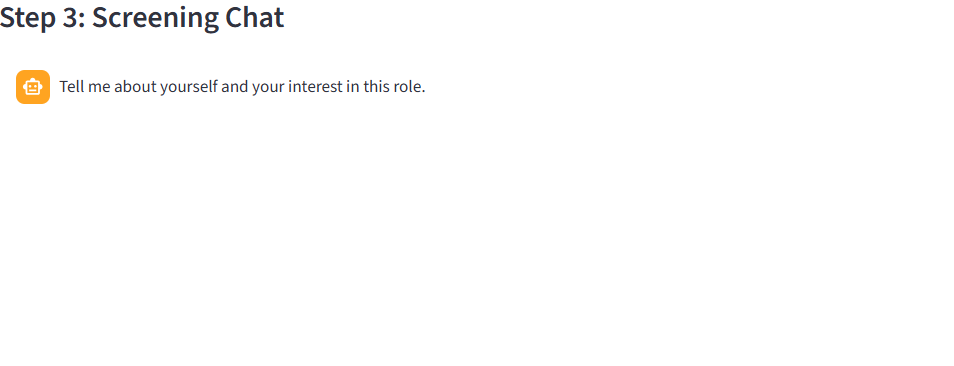 Step 3: Screening Chat
Tell me about yourself and your interest in this role.